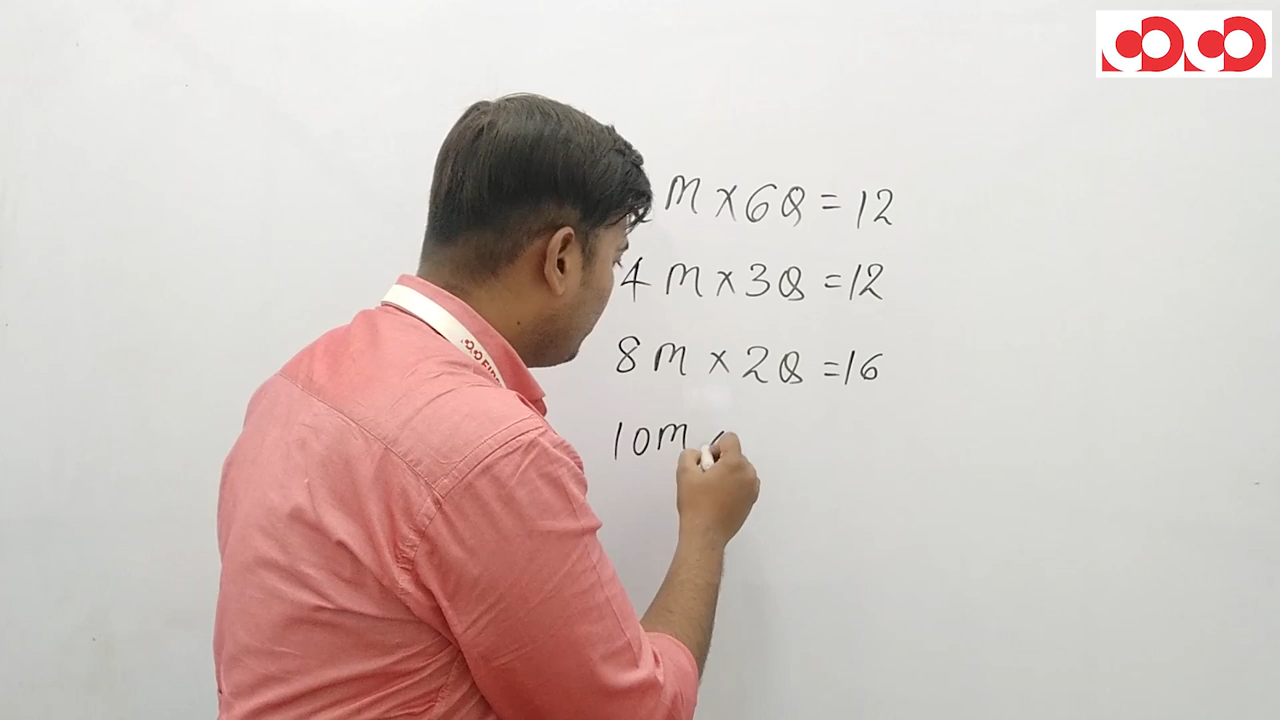 M × 6Q = 12
4 M × 3Q = 12
8 M × 2Q = 16
10M